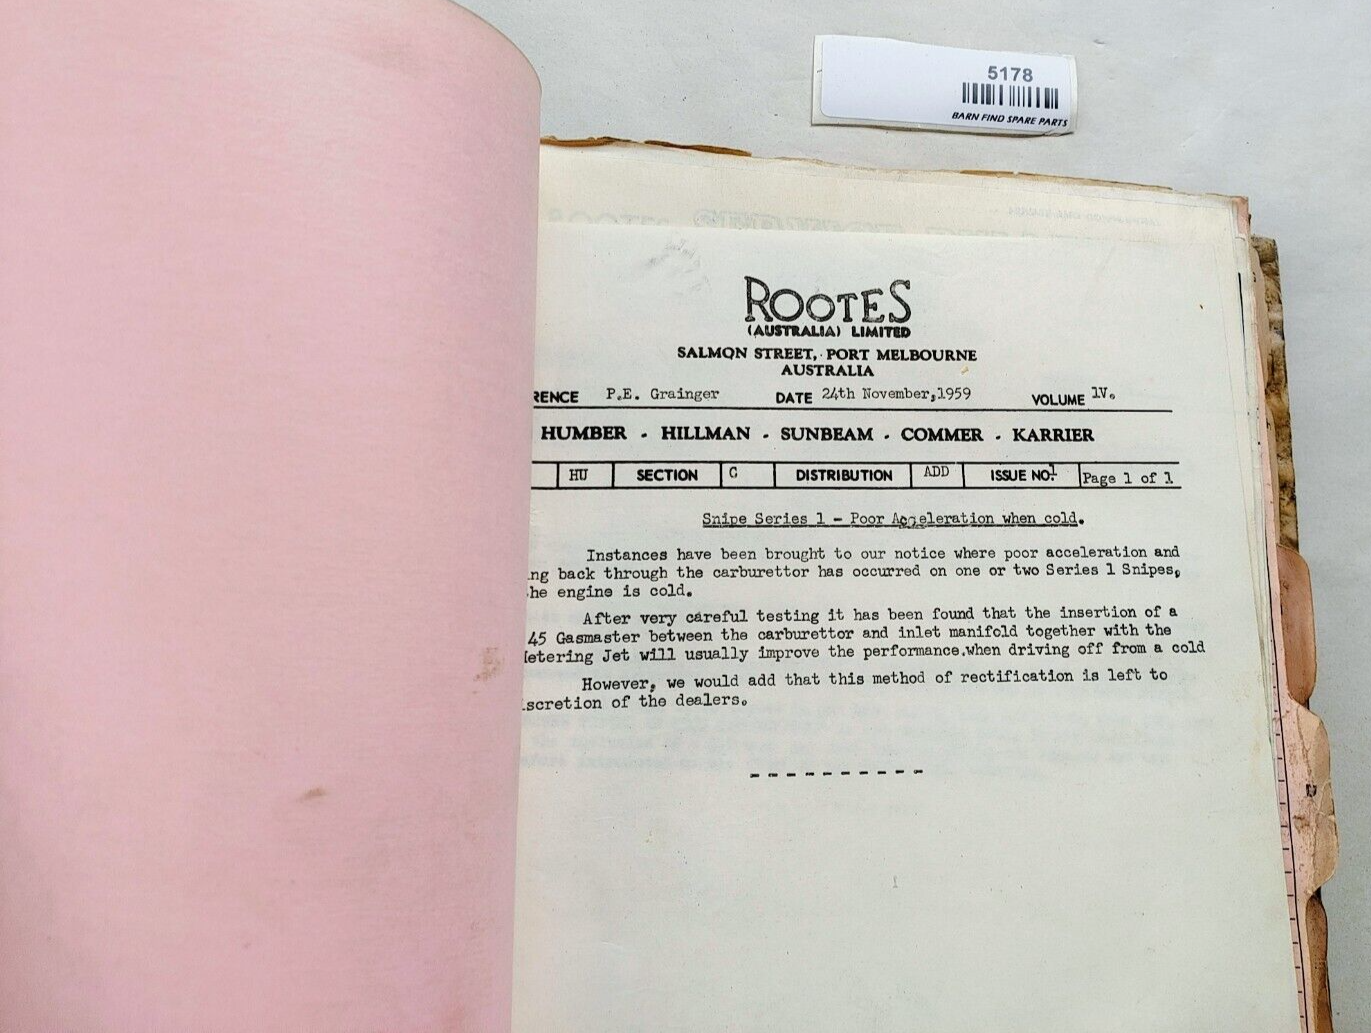 5178
BARN FIND SPARE PARTS
ROOTES
(AUSTRALIA) LIMITED
SALMON STREET, PORT MELBOURNE
AUSTRALIA
RENCE P.E. Grainger DATE 24th November,1959 VOLUME 1V.
HUMBER - HILLMAN - SUNBEAM - COMMER - KARRIER
HU SECTION C DISTRIBUTION ADD ISSUE NO. 1 Page 1 of 1
Snipe Series 1 - Poor Acceleration when cold.
Instances have been brought to our notice where poor acceleration and
ng back through the carburettor has occurred on one or two Series 1 Snipes,
he engine is cold.
After very careful testing it has been found that the insertion of a
45 Gasmaster between the carburettor and inlet manifold together with the
etering Jet will usually improve the performance.when driving off from a cold
However, we would add that this method of rectification is left to
iscretion of the dealers.